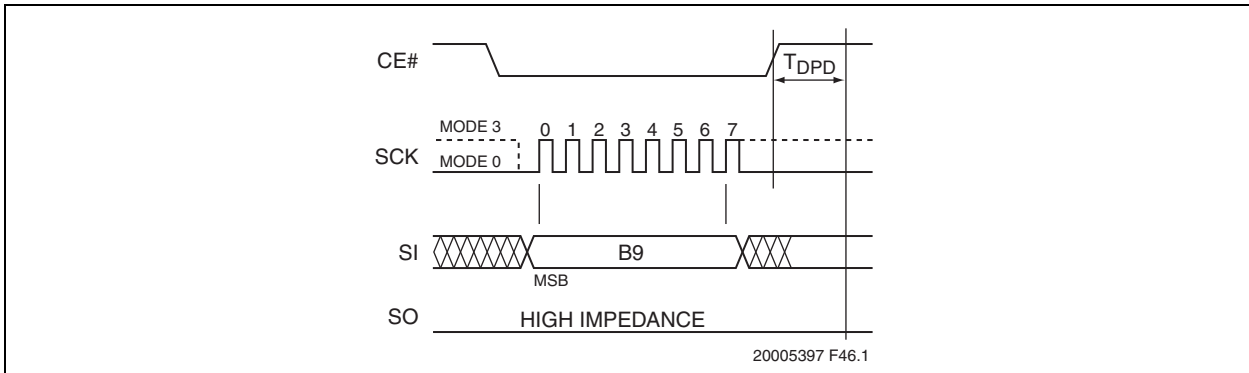 CE#
TDPD
MODE 3
0 1 2 3 4 5 6 7
SCK
MODE 0
SI
B9
MSB
SO
HIGH IMPEDANCE
20005397 F46.1